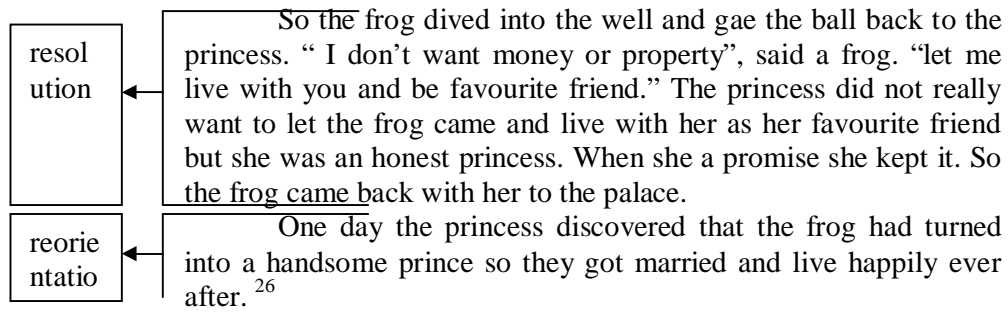 resol
ution
So the frog dived into the well and gae the ball back to the
princess. “ I don’t want money or property”, said a frog. “let me
live with you and be favourite friend.” The princess did not really
want to let the frog came and live with her as her favourite friend
but she was an honest princess. When she a promise she kept it. So
the frog came back with her to the palace.
reorie
ntatio
One day the princess discovered that the frog had turned
into a handsome prince so they got married and live happily ever
after. 26